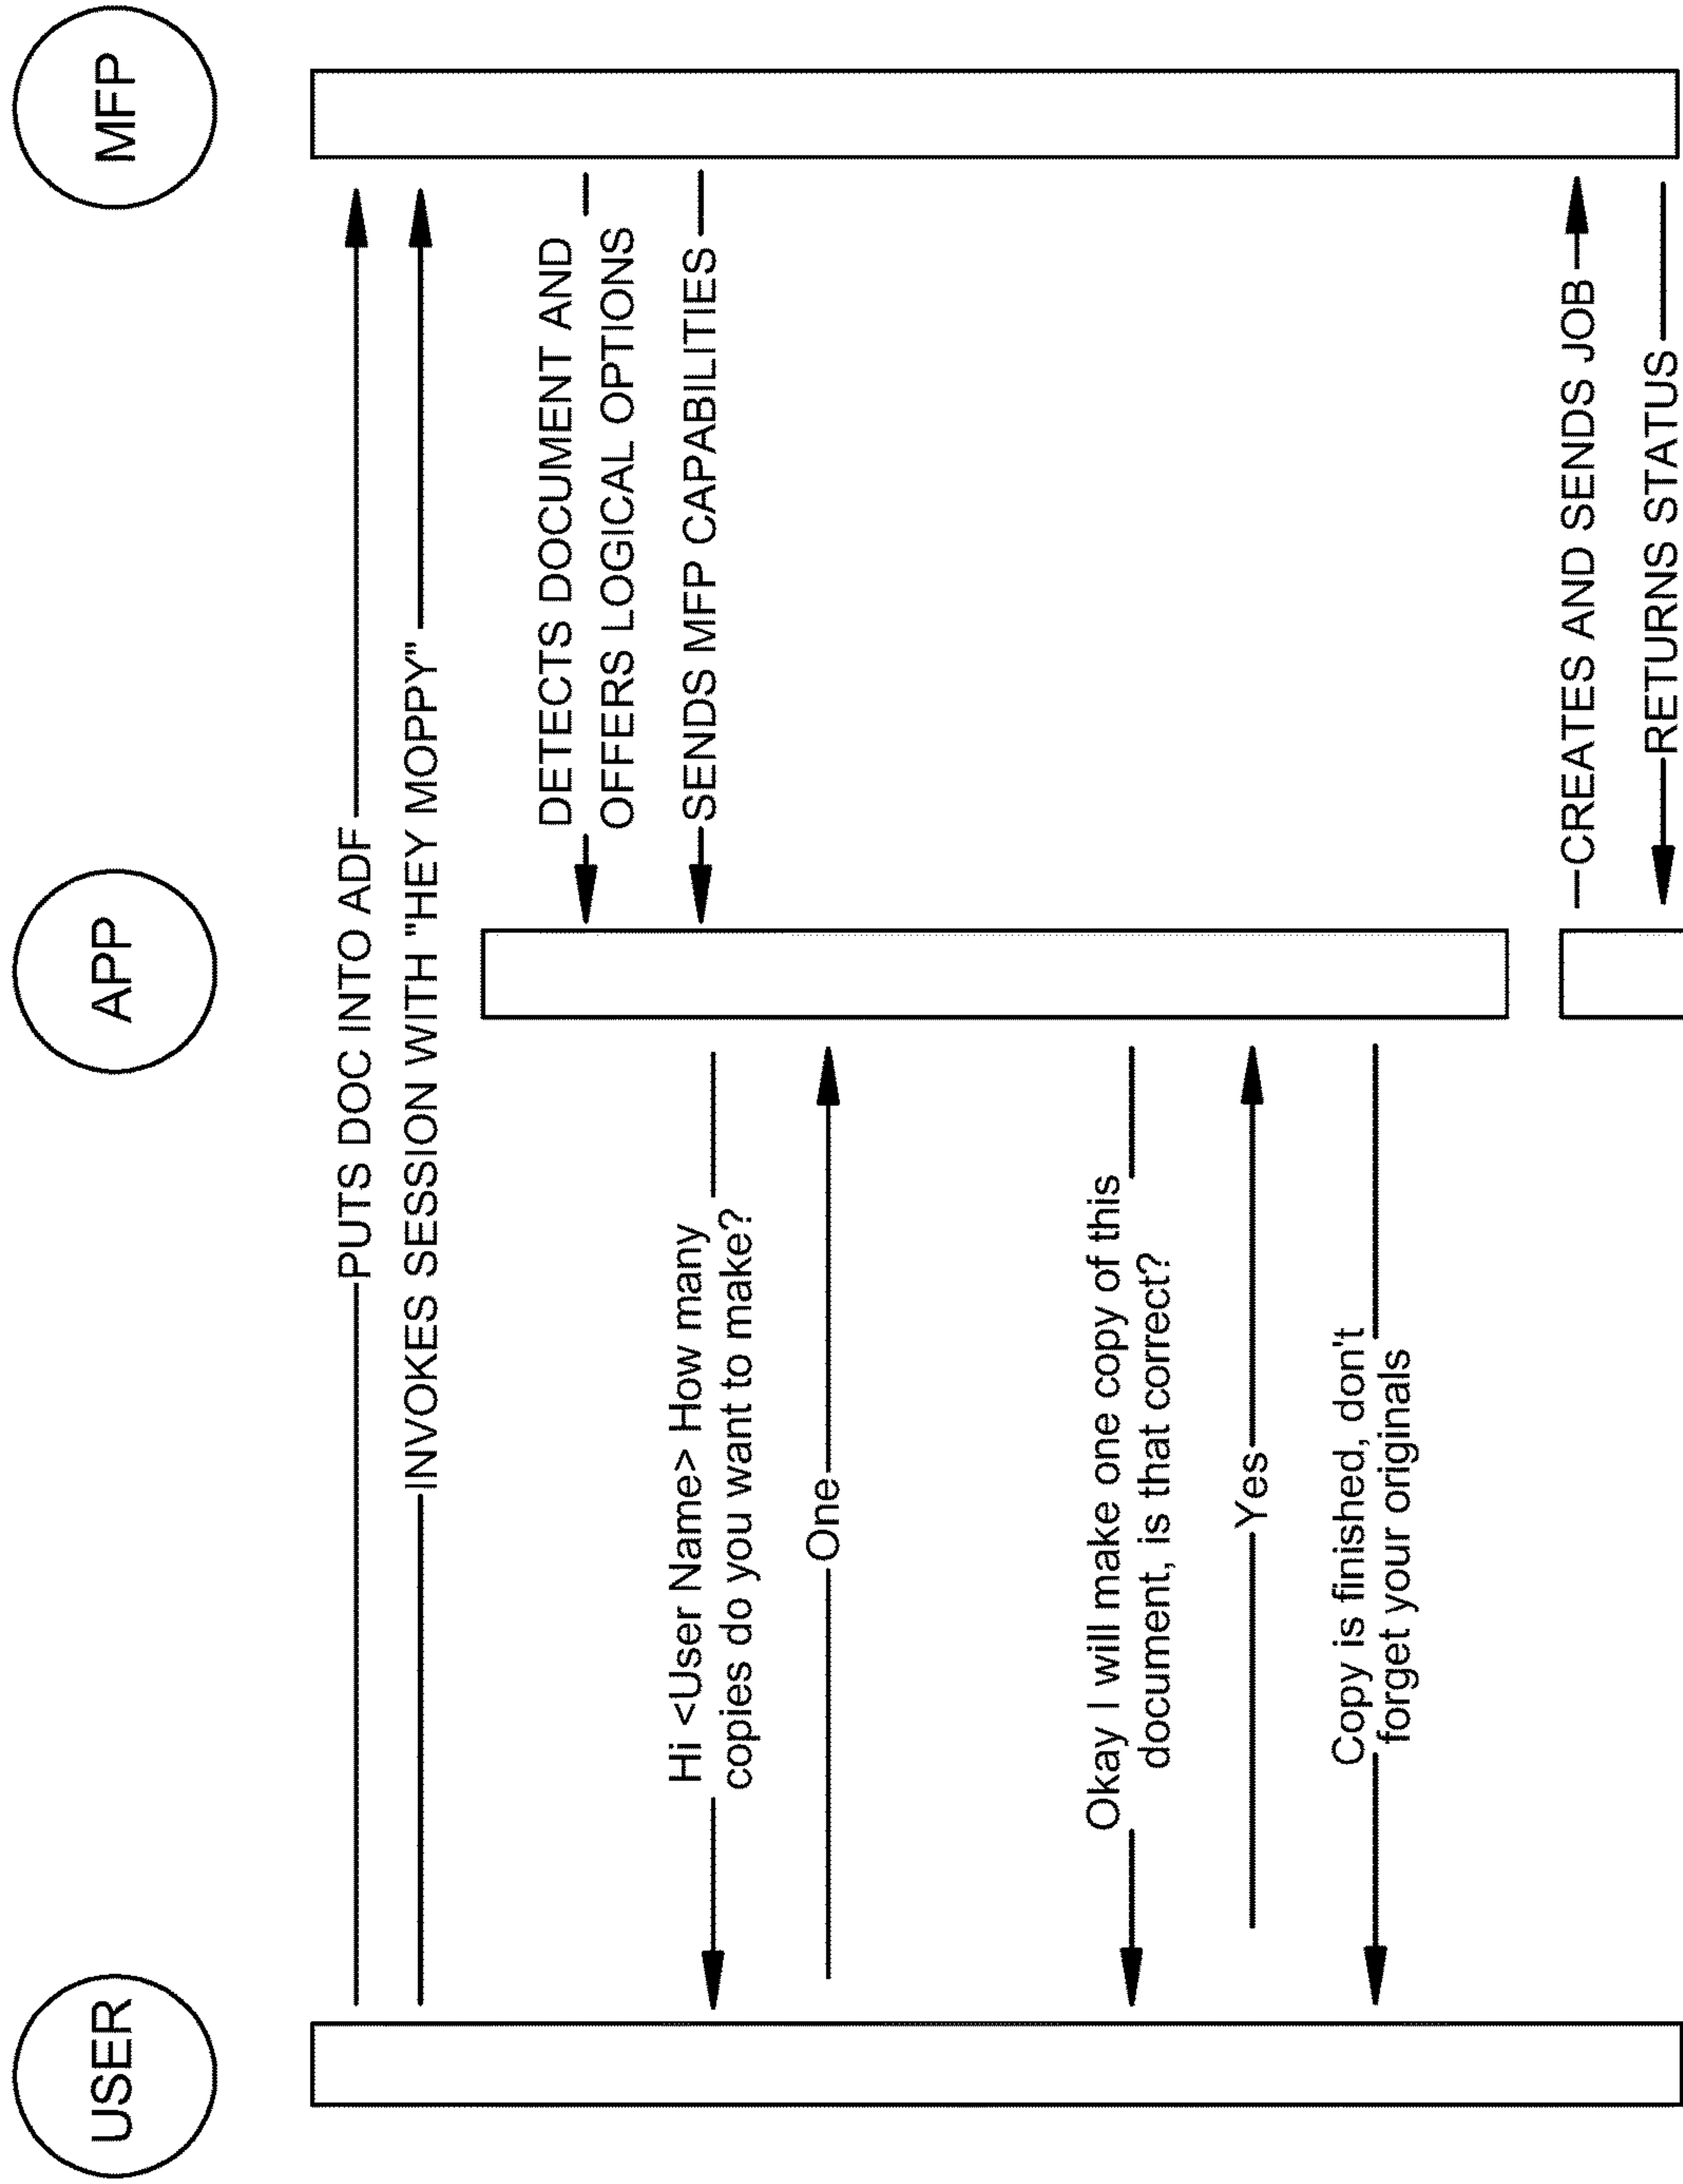 USER
APP
MFP
PUTS DOC INTO ADF
INVOKES SESSION WITH "HEY MOPPY"
DETECTS DOCUMENT AND
OFFERS LOGICAL OPTIONS
Hi <User Name> How many
copies do you want to make?
SENDS MFP CAPABILITIES
One
Okay I will make one copy of this
document, is that correct?
Yes
Copy is finished, don't
forget your originals
CREATES AND SENDS JOB
RETURNS STATUS